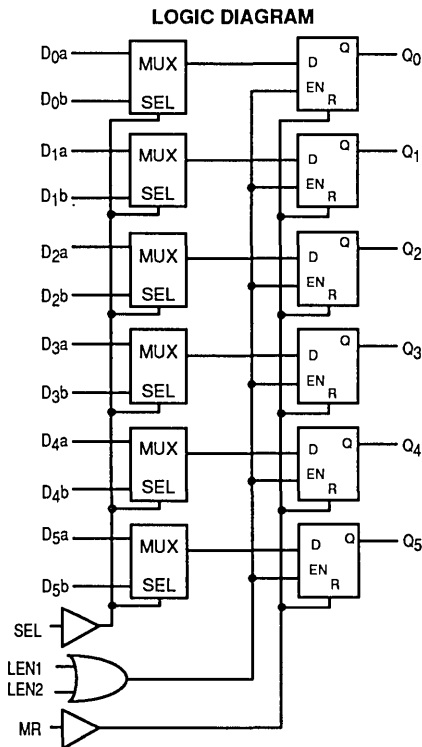 LOGIC DIAGRAM
D0a
MUX
D
Q
Q0
D0b
SEL
EN
R
D1a
MUX
D
Q
Q1
D1b
SEL
EN
R
D2a
MUX
D
Q
Q2
D2b
SEL
EN
R
D3a
MUX
D
Q
Q3
D3b
SEL
EN
R
D4a
MUX
D
Q
Q4
D4b
SEL
EN
R
D5a
MUX
D
Q
Q5
D5b
SEL
EN
R
SEL
LEN1
LEN2
MR